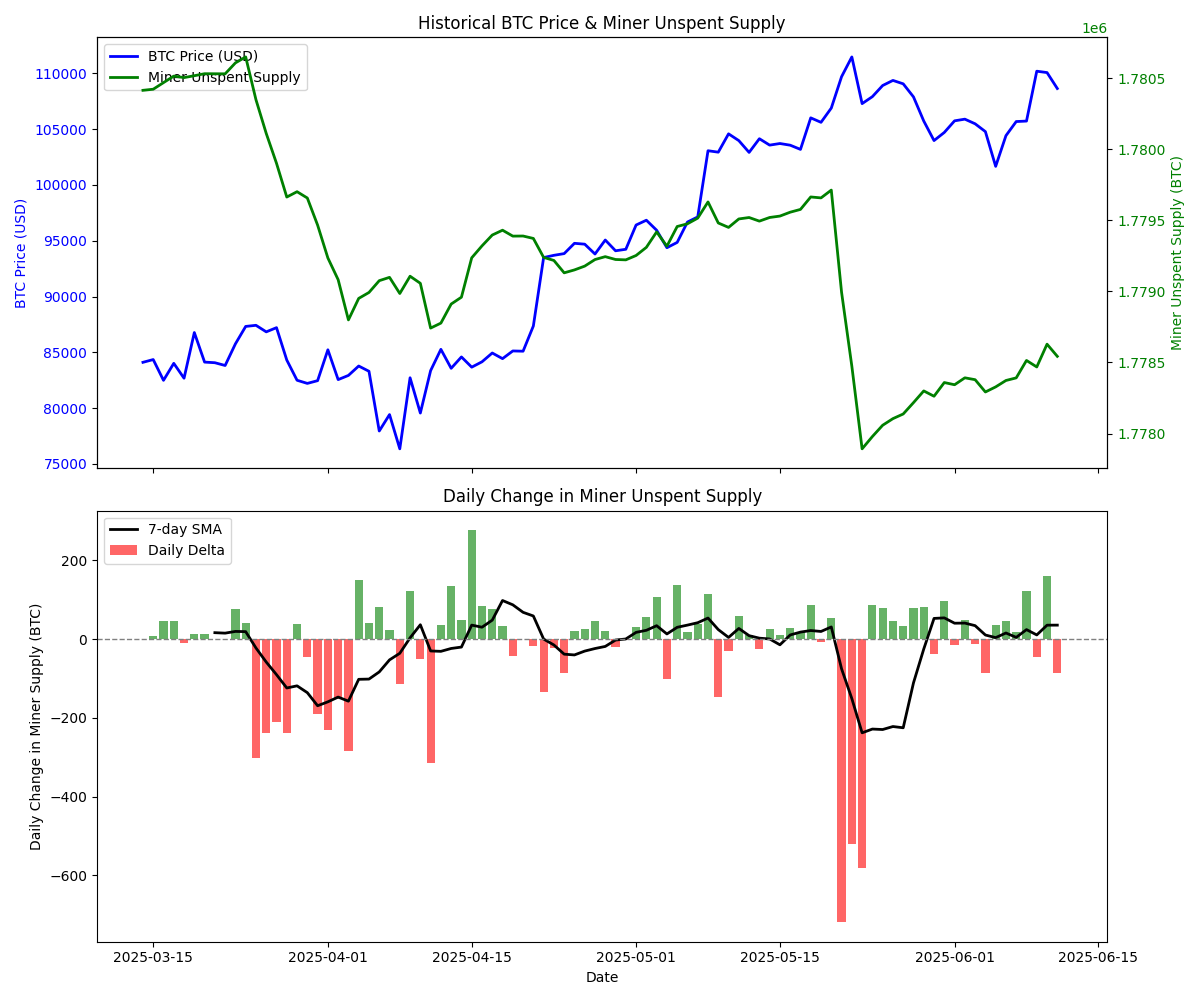 Historical BTC Price & Miner Unspent Supply
1e6
BTC Price (USD)
Miner Unspent Supply
110000
105000
100000
95000
90000
85000
80000
75000
BTC Price (USD)
1.7805
1.7800
1.7795
1.7790
1.7785
1.7780
Miner Unspent Supply (BTC)
Daily Change in Miner Unspent Supply
7-day SMA
Daily Delta
200
0
−200
−400
−600
Daily Change in Miner Supply (BTC)
2025-03-15 2025-04-01 2025-04-15 2025-05-01 2025-05-15 2025-06-01 2025-06-15
Date